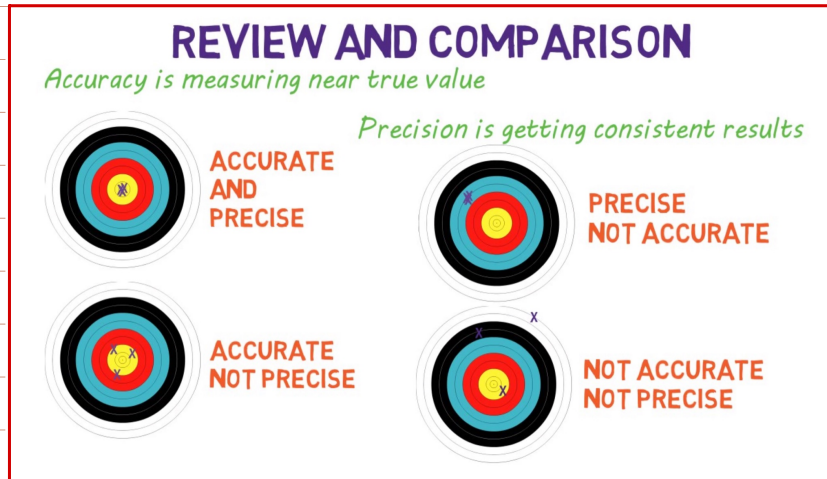 REVIEW AND COMPARISON
Accuracy is measuring near true value
Precision is getting consistent results
ACCURATE
AND
PRECISE
PRECISE
NOT ACCURATE
ACCURATE
NOT PRECISE
NOT ACCURATE
NOT PRECISE